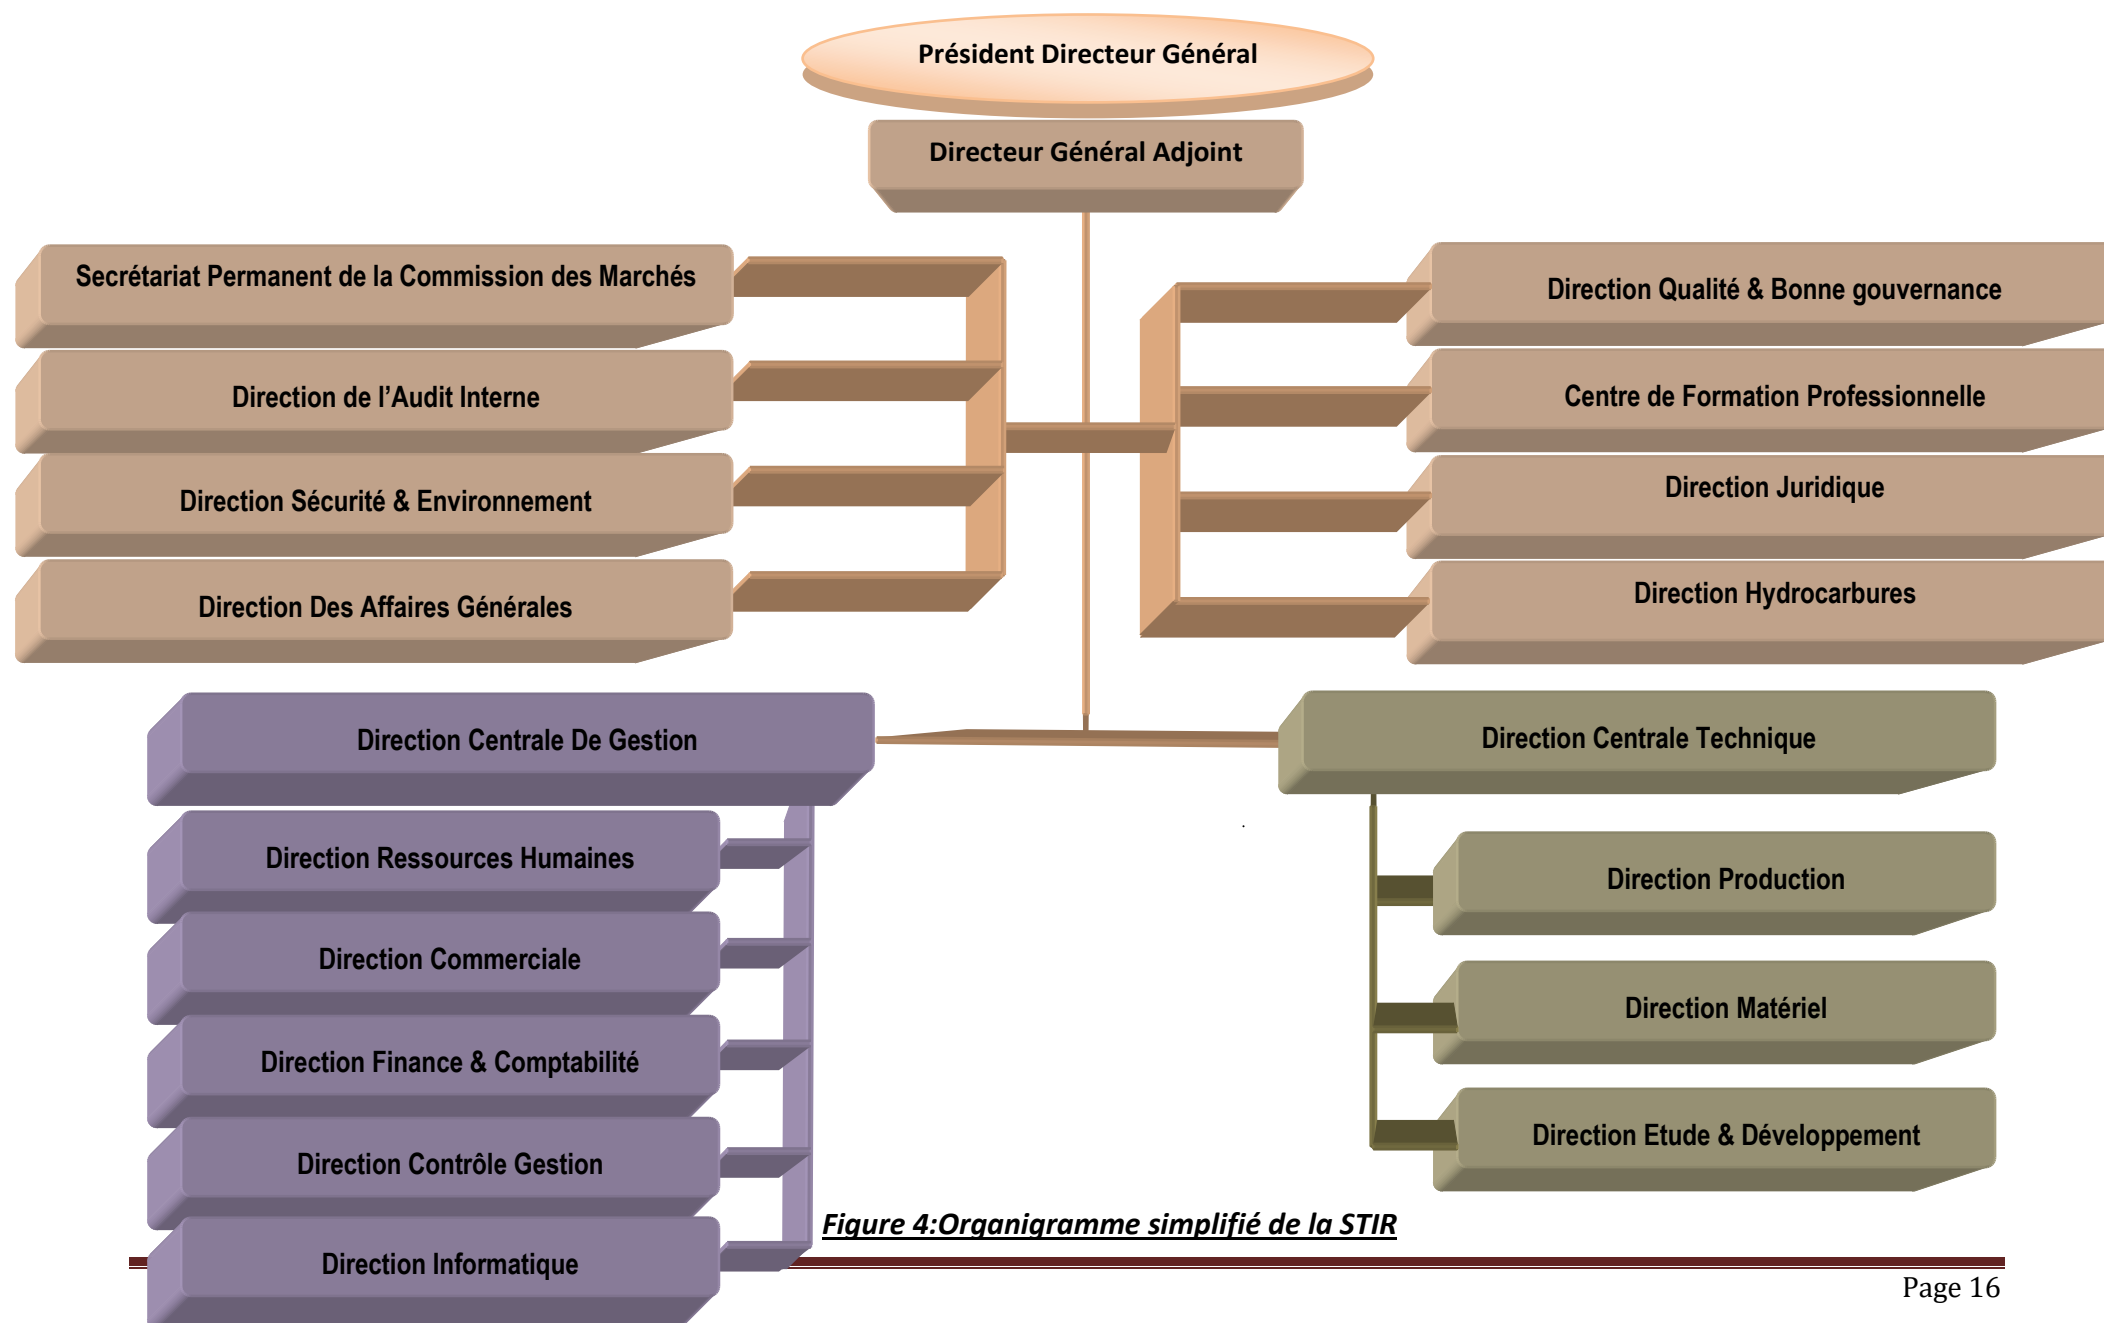 Président Directeur Général
Directeur Général Adjoint
Secrétariat Permanent de la Commission des Marchés
Direction de l’Audit Interne
Direction Sécurité & Environnement
Direction Des Affaires Générales
Direction Qualité & Bonne gouvernance
Centre de Formation Professionnelle
Direction Juridique
Direction Hydrocarbures
Direction Centrale De Gestion
Direction Ressources Humaines
Direction Commerciale
Direction Finance & Comptabilité
Direction Contrôle Gestion
Direction Informatique
Direction Centrale Technique
Direction Production
Direction Matériel
Direction Etude & Développement
Figure 4:Organigramme simplifié de la STIR
Page 16